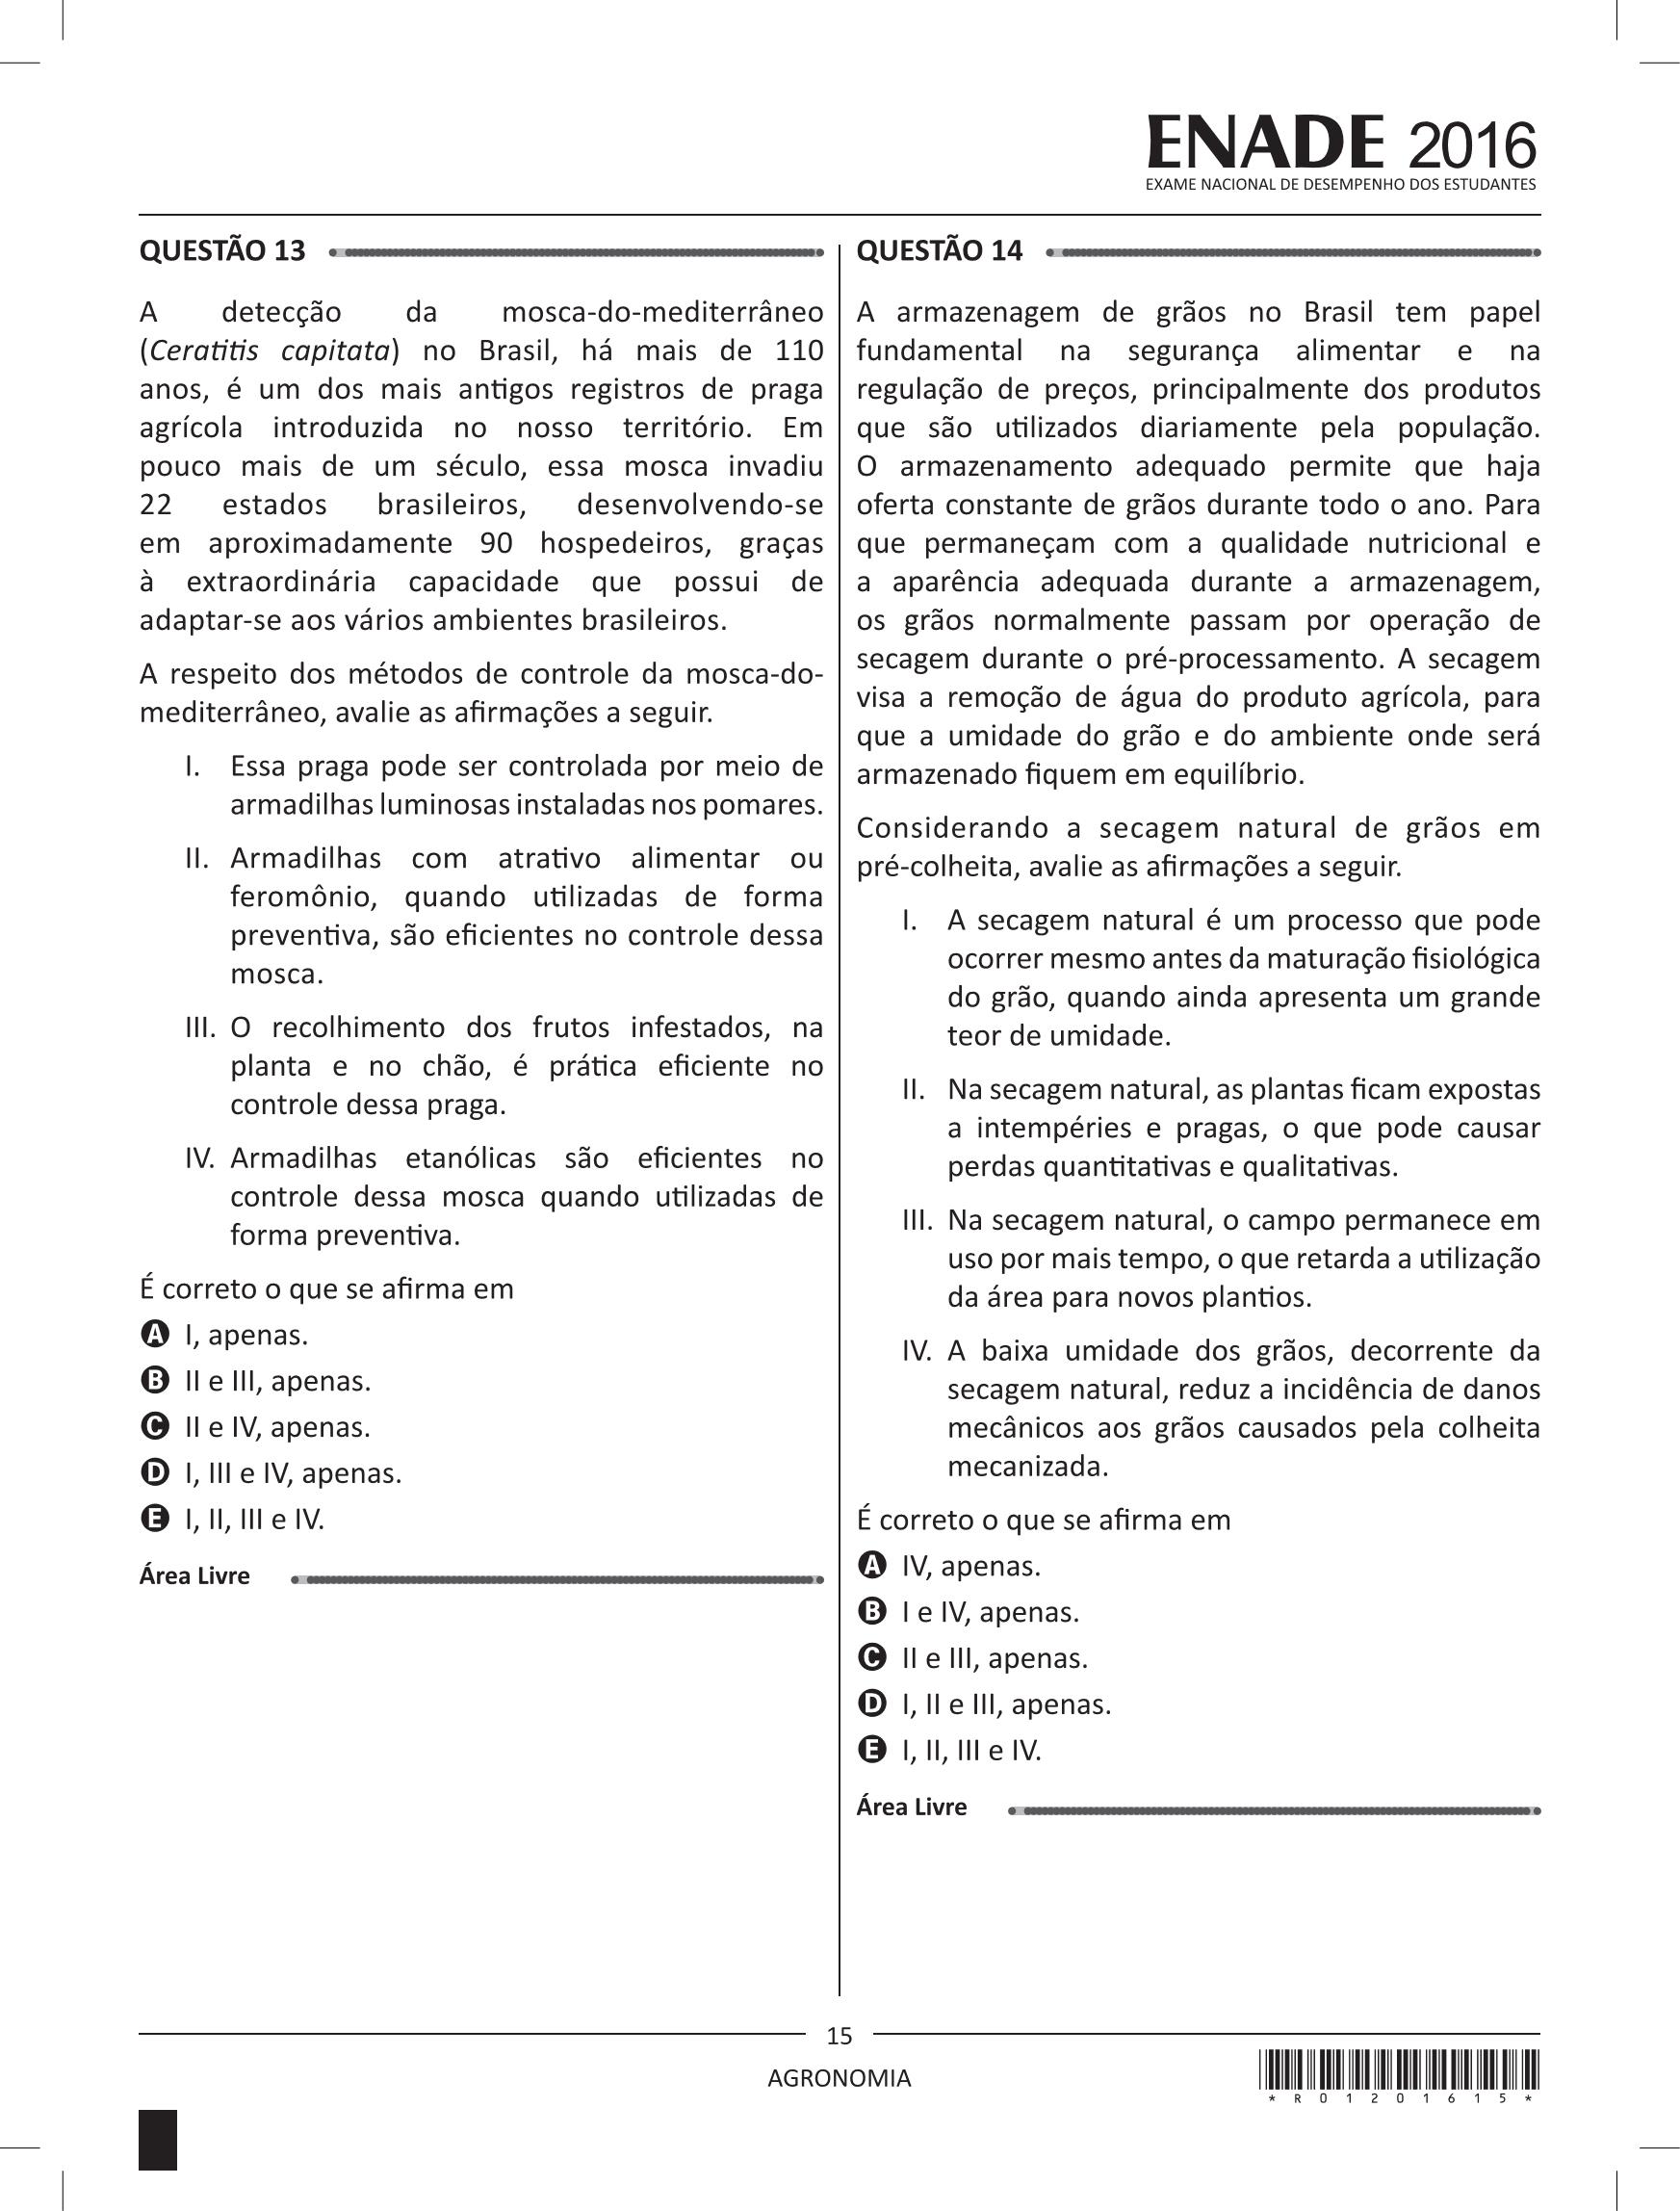 ENADE 2016
EXAME NACIONAL DE DESEMPENHO DOS ESTUDANTES
QUESTÃO 13
A detecção da mosca-do-mediterrâneo
(Ceratitis capitata) no Brasil, há mais de 110
anos, é um dos mais antigos registros de praga
agrícola introduzida no nosso território. Em
pouco mais de um século, essa mosca invadiu
22 estados brasileiros, desenvolvendo-se
em aproximadamente 90 hospedeiros, graças
à extraordinária capacidade que possui de
adaptar-se aos vários ambientes brasileiros.
A respeito dos métodos de controle da mosca-do-
mediterrâneo, avalie as afirmações a seguir.
I. Essa praga pode ser controlada por meio de
armadilhas luminosas instaladas nos pomares.
II. Armadilhas com atrativo alimentar ou
feromônio, quando utilizadas de forma
preventiva, são eficientes no controle dessa
mosca.
III. O recolhimento dos frutos infestados, na
planta e no chão, é prática eficiente no
controle dessa praga.
IV. Armadilhas etanólicas são eficientes no
controle dessa mosca quando utilizadas de
forma preventiva.
É correto o que se afirma em
A I, apenas.
B II e III, apenas.
C II e IV, apenas.
D I, III e IV, apenas.
E I, II, III e IV.
Área Livre
QUESTÃO 14
A armazenagem de grãos no Brasil tem papel
fundamental na segurança alimentar e na
regulação de preços, principalmente dos produtos
que são utilizados diariamente pela população.
O armazenamento adequado permite que haja
oferta constante de grãos durante todo o ano. Para
que permaneçam com a qualidade nutricional e
a aparência adequada durante a armazenagem,
os grãos normalmente passam por operação de
secagem durante o pré-processamento. A secagem
visa a remoção de água do produto agrícola, para
que a umidade do grão e do ambiente onde será
armazenado fiquem em equilíbrio.
Considerando a secagem natural de grãos em
pré-colheita, avalie as afirmações a seguir.
I. A secagem natural é um processo que pode
ocorrer mesmo antes da maturação fisiológica
do grão, quando ainda apresenta um grande
teor de umidade.
II. Na secagem natural, as plantas ficam expostas
a intempéries e pragas, o que pode causar
perdas quantitativas e qualitativas.
III. Na secagem natural, o campo permanece em
uso por mais tempo, o que retarda a utilização
da área para novos plantios.
IV. A baixa umidade dos grãos, decorrente da
secagem natural, reduz a incidência de danos
mecânicos aos grãos causados pela colheita
mecanizada.
É correto o que se afirma em
A IV, apenas.
B I e IV, apenas.
C II e III, apenas.
D I, II e III, apenas.
E I, II, III e IV.
Área Livre
15
AGRONOMIA
* R 0 1 2 0 1 6 1 5 *